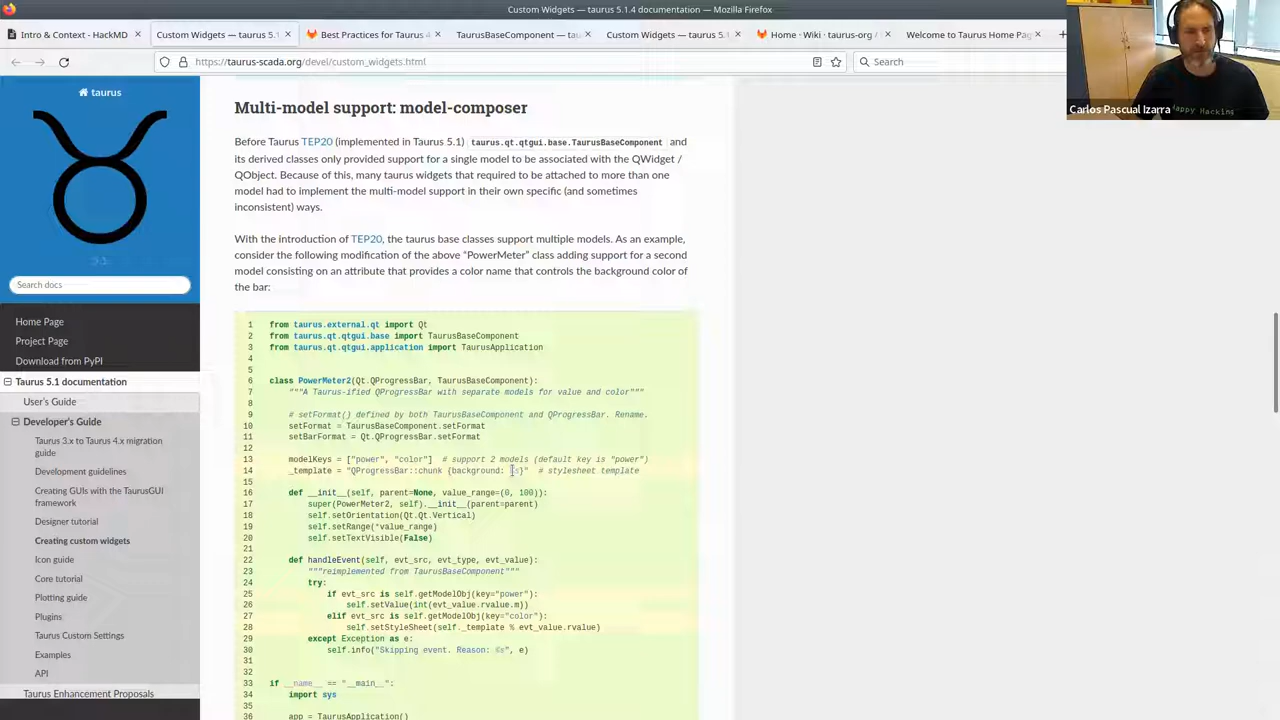 Custom Widgets — taurus 5.1.4 documentation — Mozilla Firefox
Intro & Context - HackMD
Custom Widgets — taurus 5.1.
Best Practices for Taurus 4
TaurusBaseComponent — tau
Custom Widgets — taurus 5.1.
Home · Wiki · taurus-org /
Welcome to Taurus Home Pag
https://taurus-scada.org/devel/custom_widgets.html
Search
Carlos Pascual Izarra
taurus
5.1
Search docs
Home Page
Project Page
Download from PyPI
Taurus 5.1 documentation
User's Guide
Developer's Guide
Taurus 3.x to Taurus 4.x migration
guide
Development guidelines
Creating GUIs with the TaurusGUI
framework
Designer tutorial
Creating custom widgets
Icon guide
Core tutorial
Plotting guide
Plugins
Taurus Custom Settings
Examples
API
Taurus Enhancement Proposals
Multi-model support: model-composer
Before Taurus TEP20 (implemented in Taurus 5.1) taurus.qt.qtgui.base.TaurusBaseComponent and
its derived classes only provided support for a single model to be associated with the QWidget /
QObject. Because of this, many taurus widgets that required to be attached to more than one
model had to implement the multi-model support in their own specific (and sometimes
inconsistent) ways.
With the introduction of TEP20, the taurus base classes support multiple models. As an example,
consider the following modification of the above “PowerMeter” class adding support for a second
model consisting on an attribute that provides a color name that controls the background color of
the bar:
1 from taurus.external.qt import Qt
2 from taurus.qt.qtgui.base import TaurusBaseComponent
3 from taurus.qt.qtgui.application import TaurusApplication
4
5
6 class PowerMeter2(Qt.QProgressBar, TaurusBaseComponent):
7 """A Taurus-ified QProgressBar with separate models for value and color"""
8
9 # setFormat() defined by both TaurusBaseComponent and QProgressBar. Rename.
10 setFormat = TaurusBaseComponent.setFormat
11 setBarFormat = Qt.QProgressBar.setFormat
12
13 modelKeys = ["power", "color"] # support 2 models (default key is "power")
14 _template = "QProgressBar::chunk {background: %s}" # stylesheet template
15
16 def __init__(self, parent=None, value_range=(0, 100)):
17 super(PowerMeter2, self).__init__(parent=parent)
18 self.setOrientation(Qt.Qt.Vertical)
19 self.setRange(*value_range)
20 self.setTextVisible(False)
21
22 def handleEvent(self, evt_src, evt_type, evt_value):
23 """reimplemented from TaurusBaseComponent"""
24 try:
25 if evt_src is self.getModelObj(key="power"):
26 self.setValue(int(evt_value.rvalue.m))
27 elif evt_src is self.getModelObj(key="color"):
28 self.setStyleSheet(self._template % evt_value.rvalue)
29 except Exception as e:
30 self.info("Skipping event. Reason: %s", e)
31
32
33 if __name__ == "__main__":
34 import sys
35
36 app = TaurusApplication()